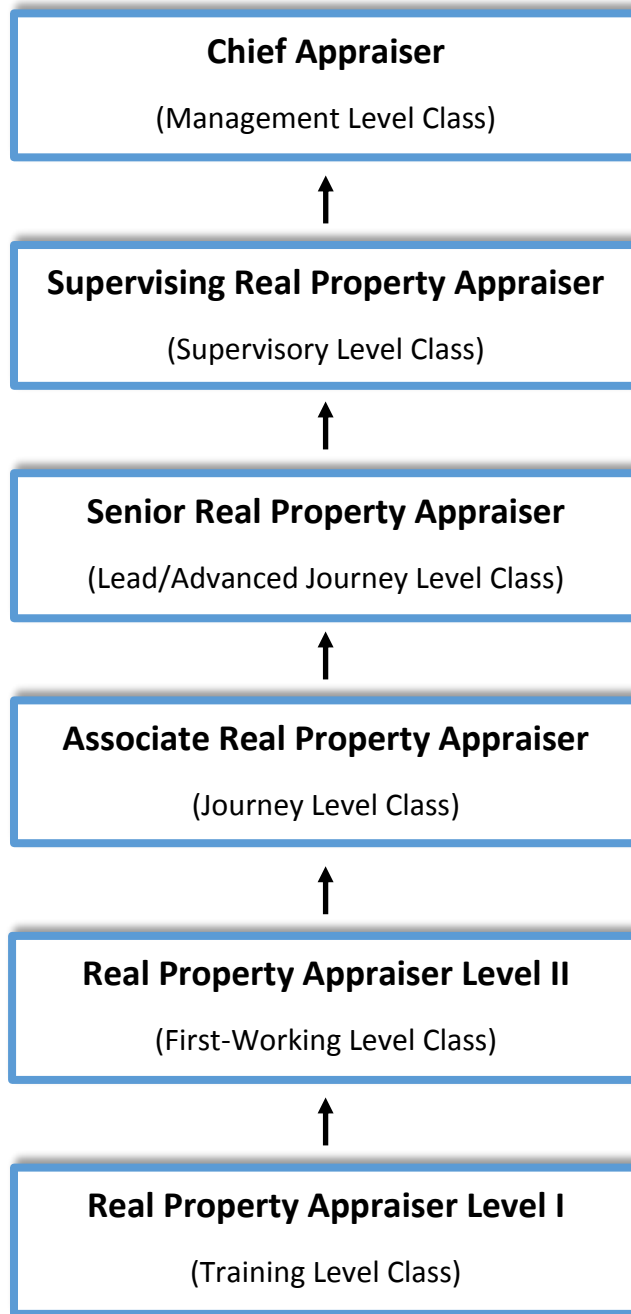 Chief Appraiser
(Management Level Class)
Supervising Real Property Appraiser
(Supervisory Level Class)
Senior Real Property Appraiser
(Lead/Advanced Journey Level Class)
Associate Real Property Appraiser
(Journey Level Class)
Real Property Appraiser Level II
(First-Working Level Class)
Real Property Appraiser Level I
(Training Level Class)